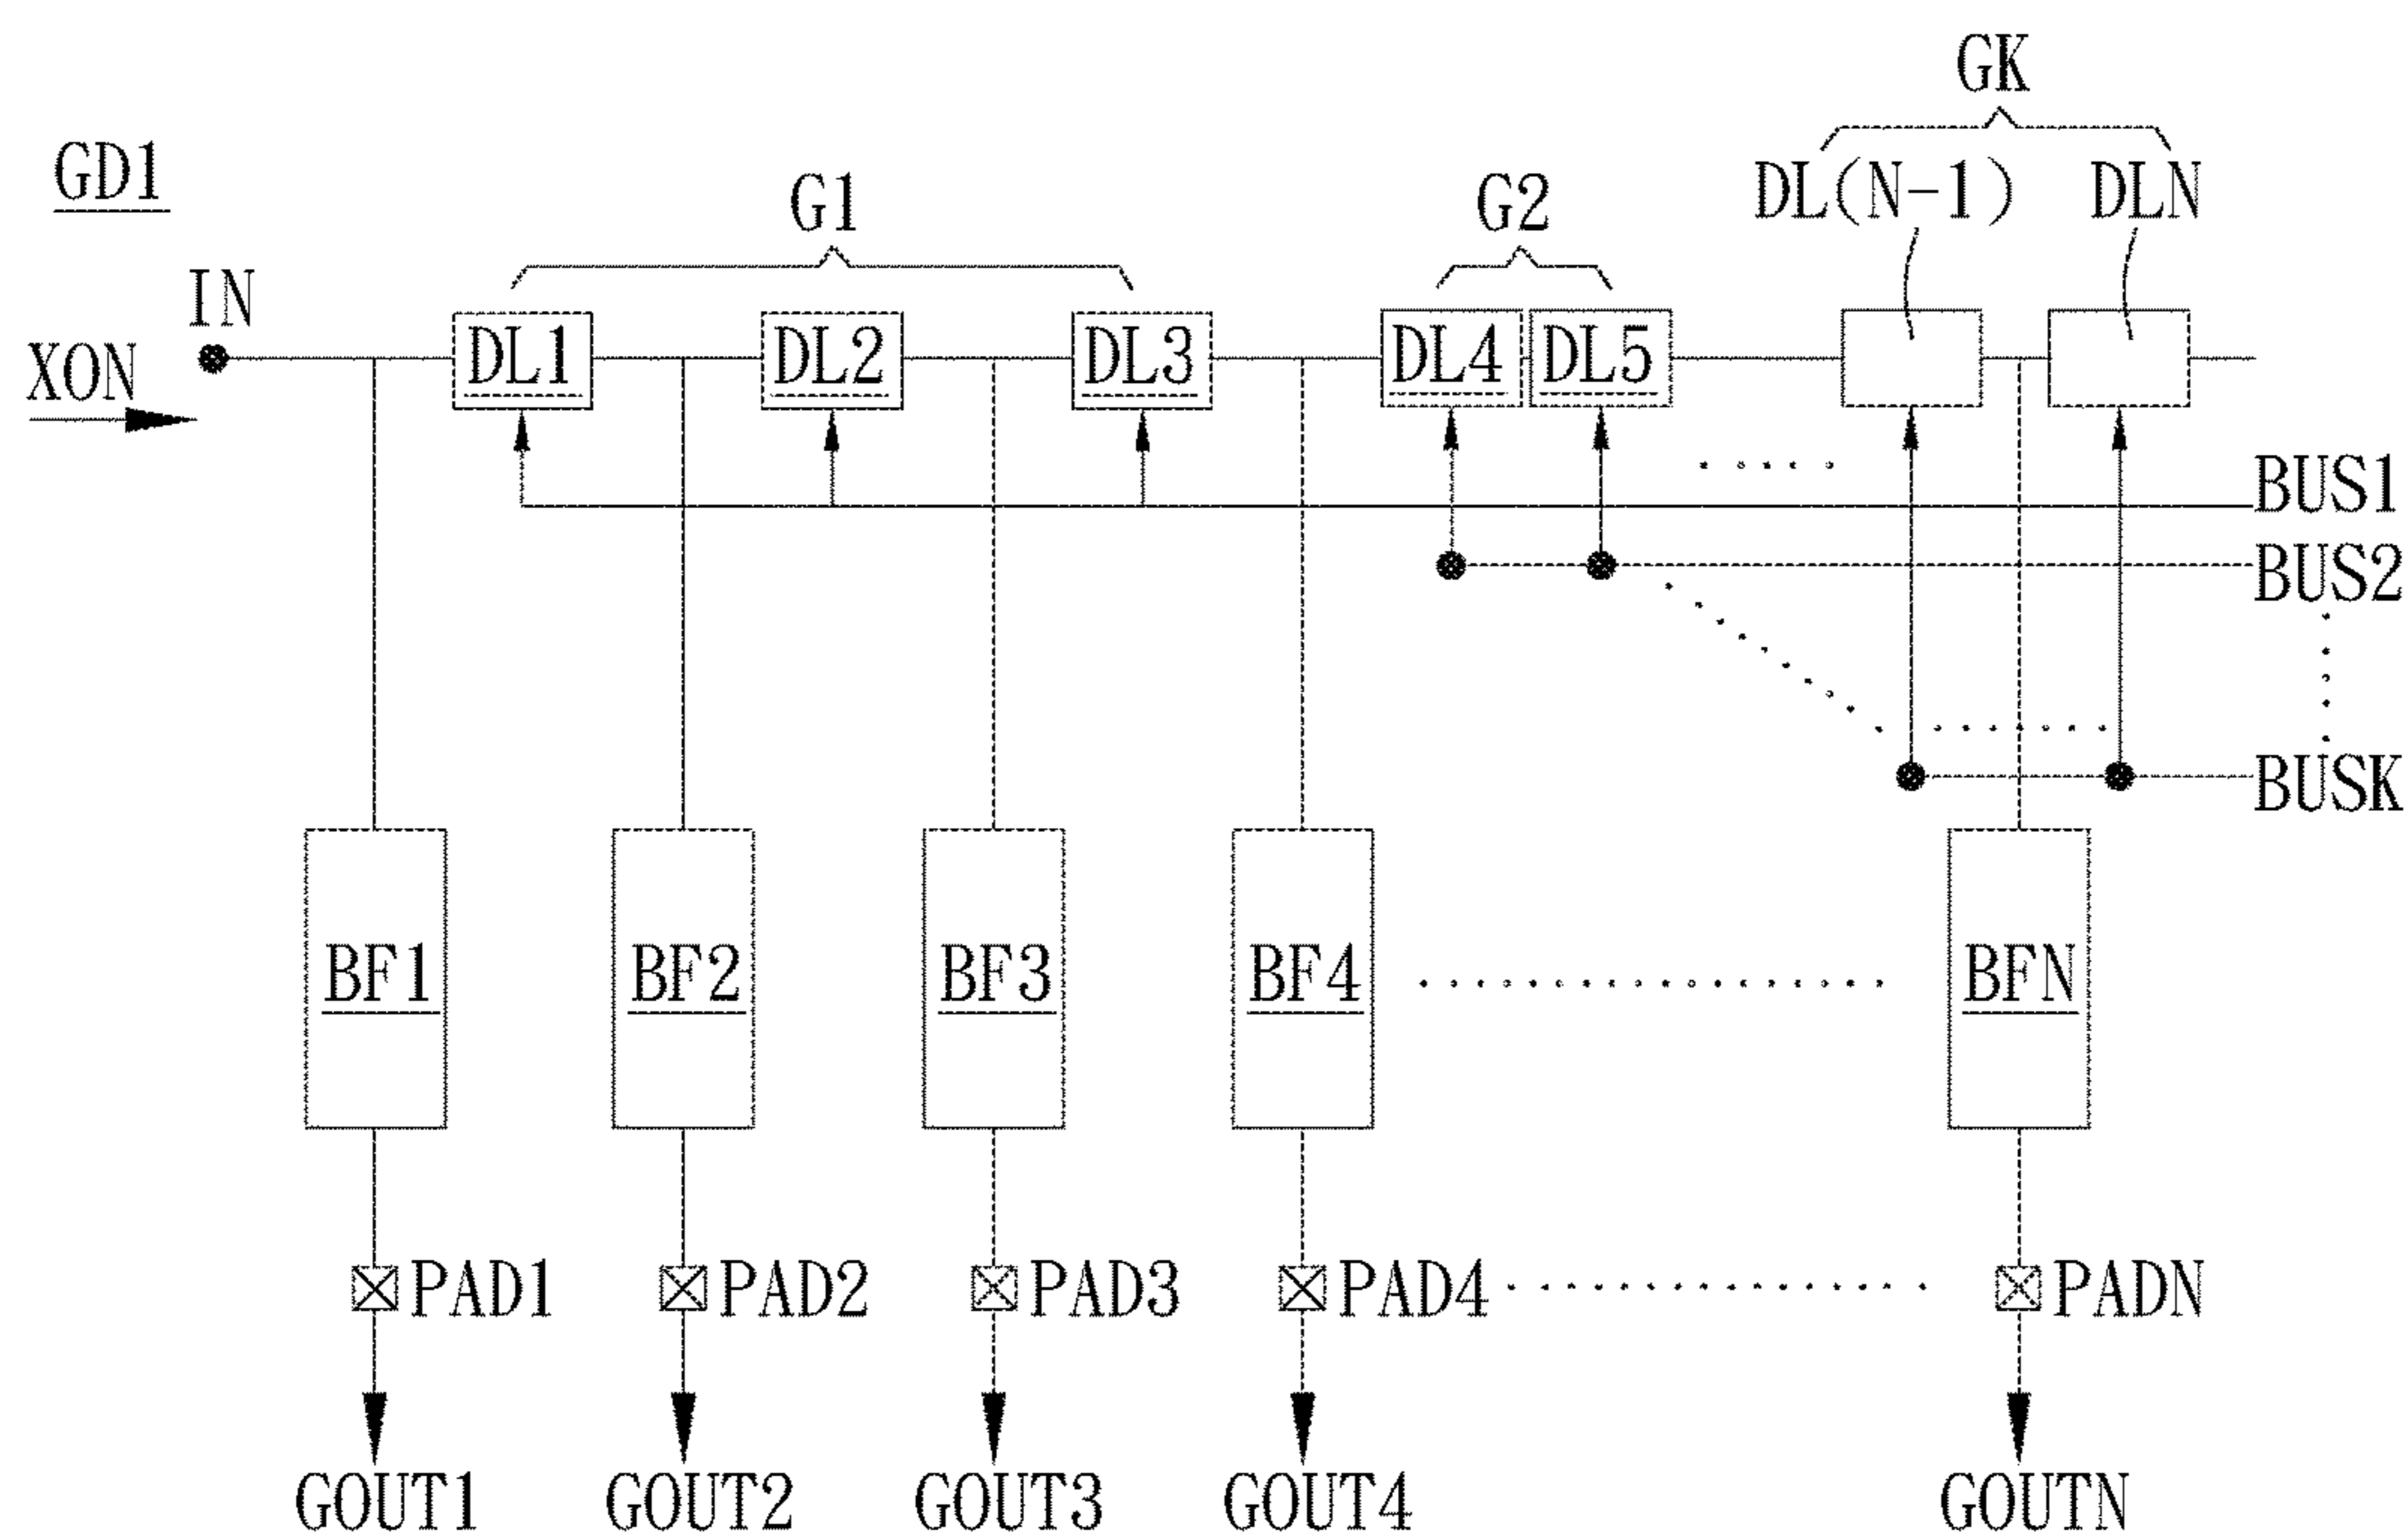 GK
GD1
G1
G2
DL(N-1)
DLN
IN
XON
DL1
DL2
DL3
DL4
DL5
BUS1
BUS2
BUSK
BF1
BF2
BF3
BF4
BFN
PAD1
PAD2
PAD3
PAD4
PADN
GOUT1
GOUT2
GOUT3
GOUT4
GOUTN